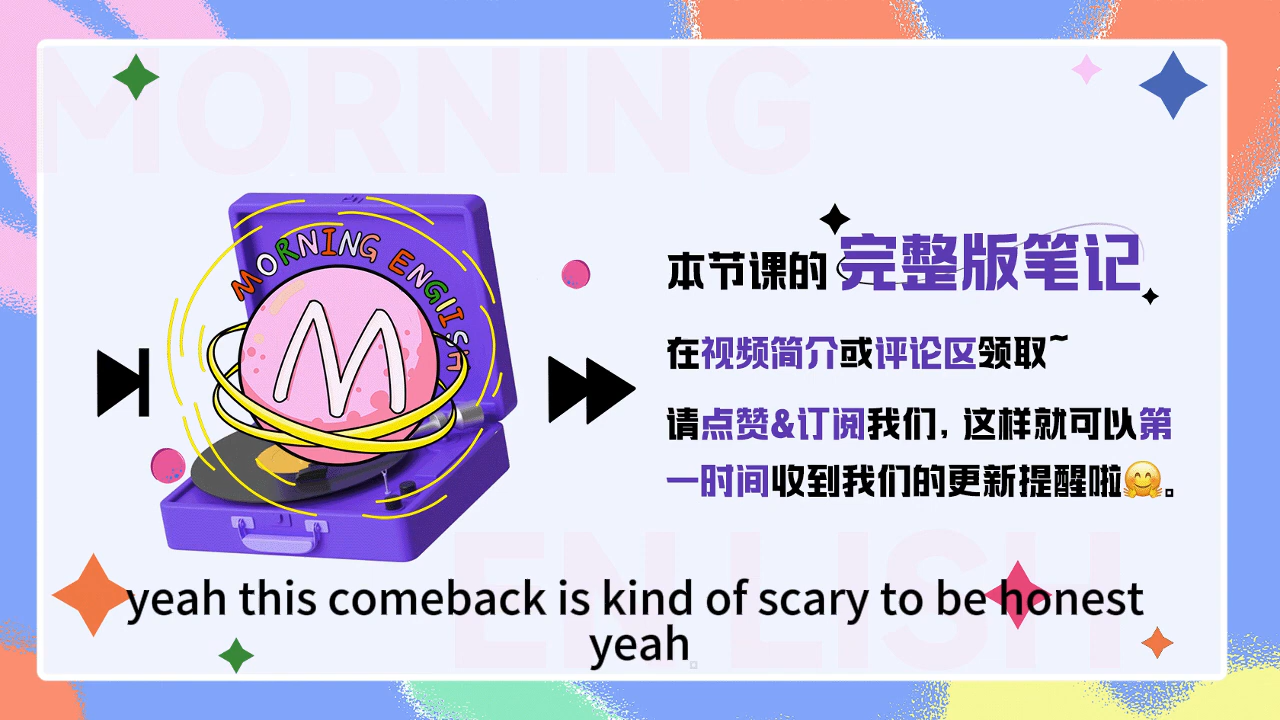 MORNING
MORNING ENGlISH
M
本节课的 完整版笔记
在视频简介或评论区领取~
请点赞&订阅我们, 这样就可以第
一时间收到我们的更新提醒啦🤗。
yeah this comeback is kind of scary to be honest
yeah